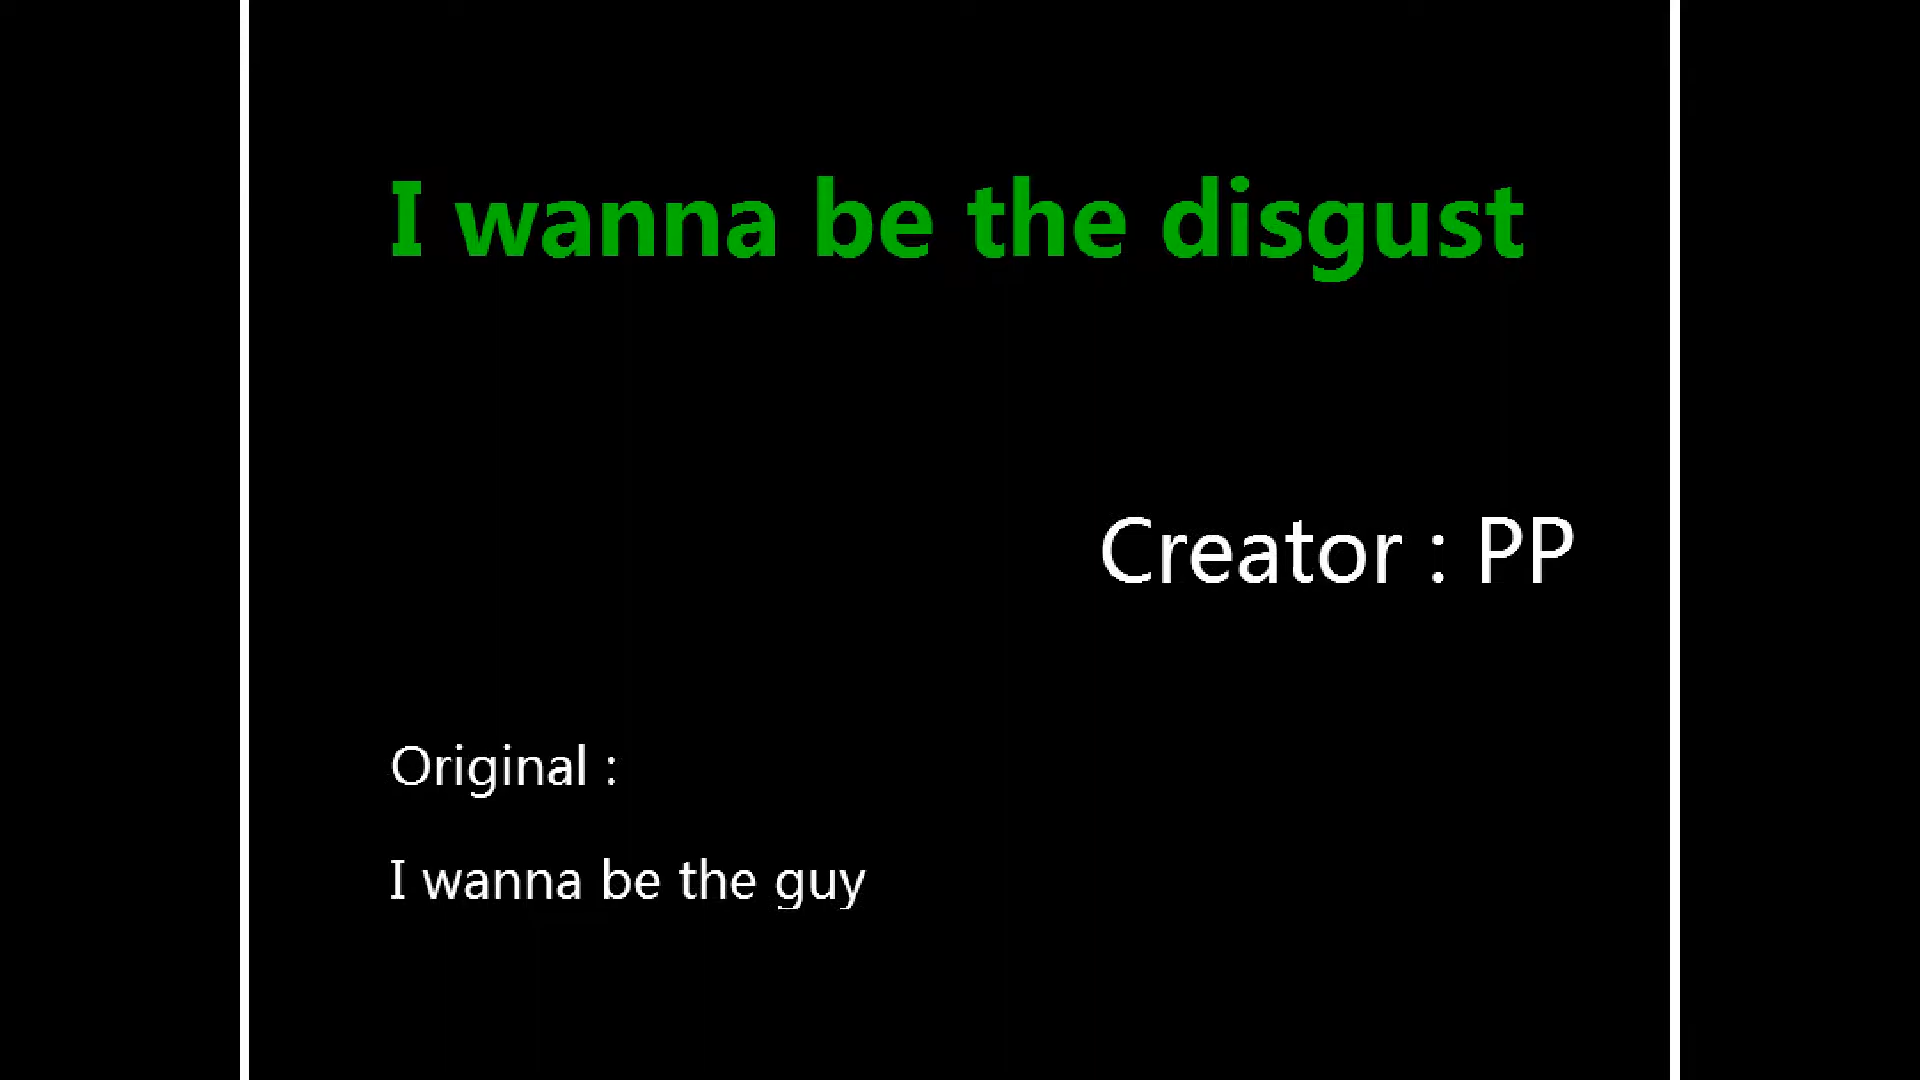 I wanna be the disgust
Creator : PP
Original :
I wanna be the guy